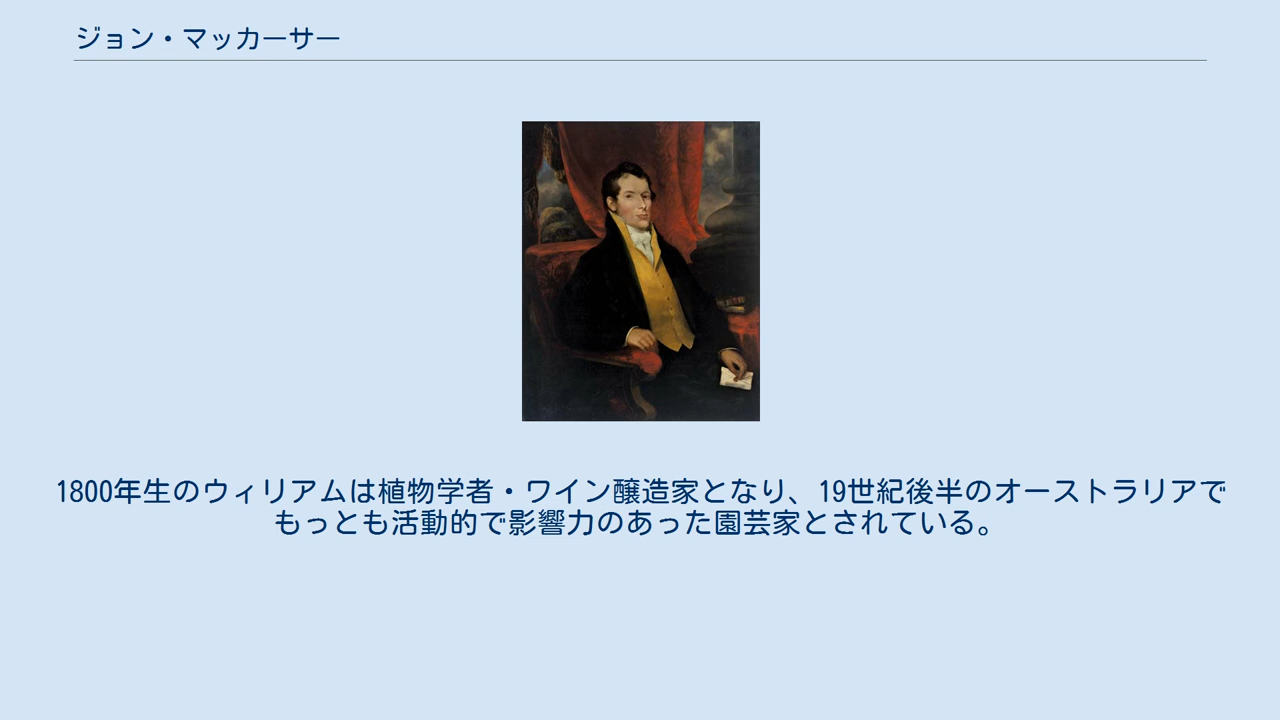 ジョン・マッカーサー
1800年生のウィリアムは植物学者・ワイン醸造家となり、19世紀後半のオーストラリアで
もっとも活動的で影響力のあった園芸家とされている。